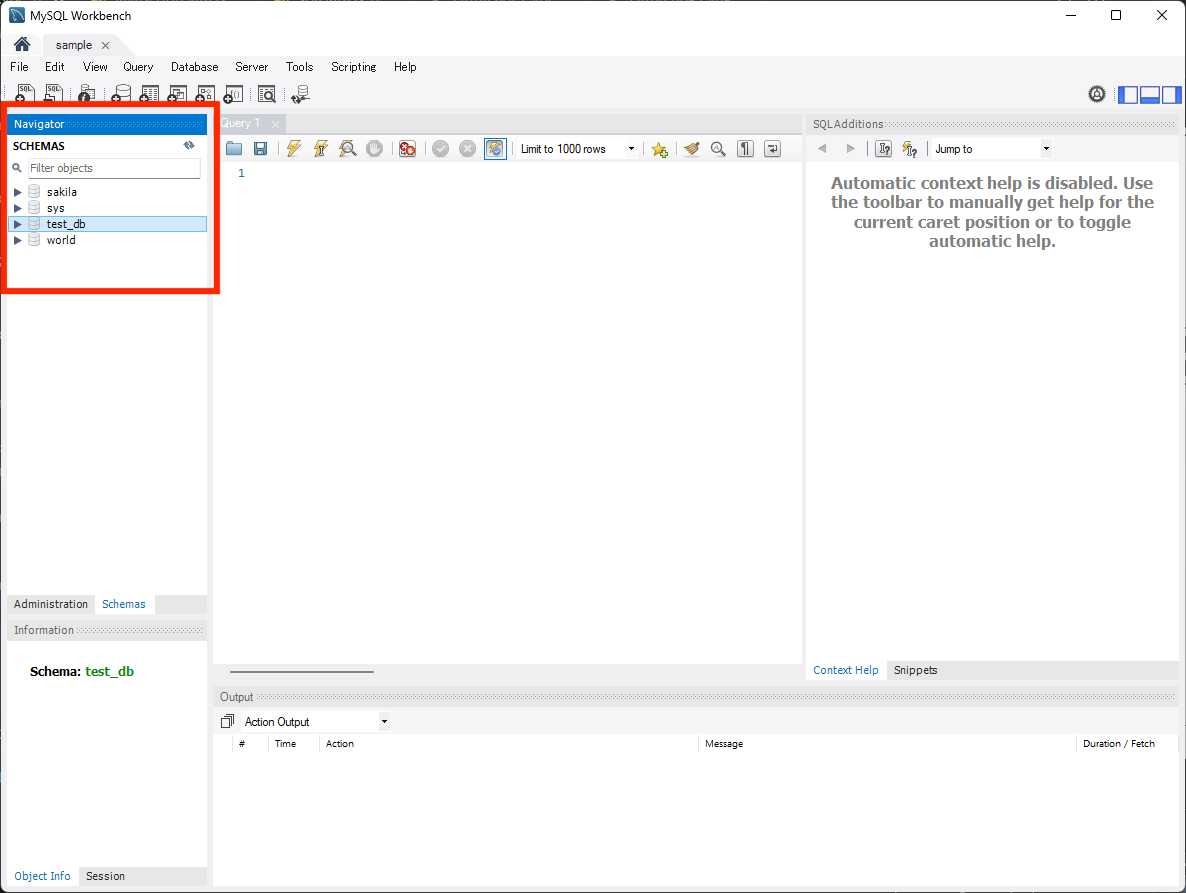 MySQL Workbench
sample
File Edit View Query Database Server Tools Scripting Help
Navigator
SCHEMAS
Filter objects
sakila
sys
test_db
world
Administration Schemas
Information
Schema: test_db
Object Info Session
Query 1
Limit to 1000 rows
1
SQLAdditions
Jump to
Automatic context help is disabled. Use
the toolbar to manually get help for the
current caret position or to toggle
automatic help.
Context Help Snippets
Output
Action Output
# Time Action Message Duration / Fetch